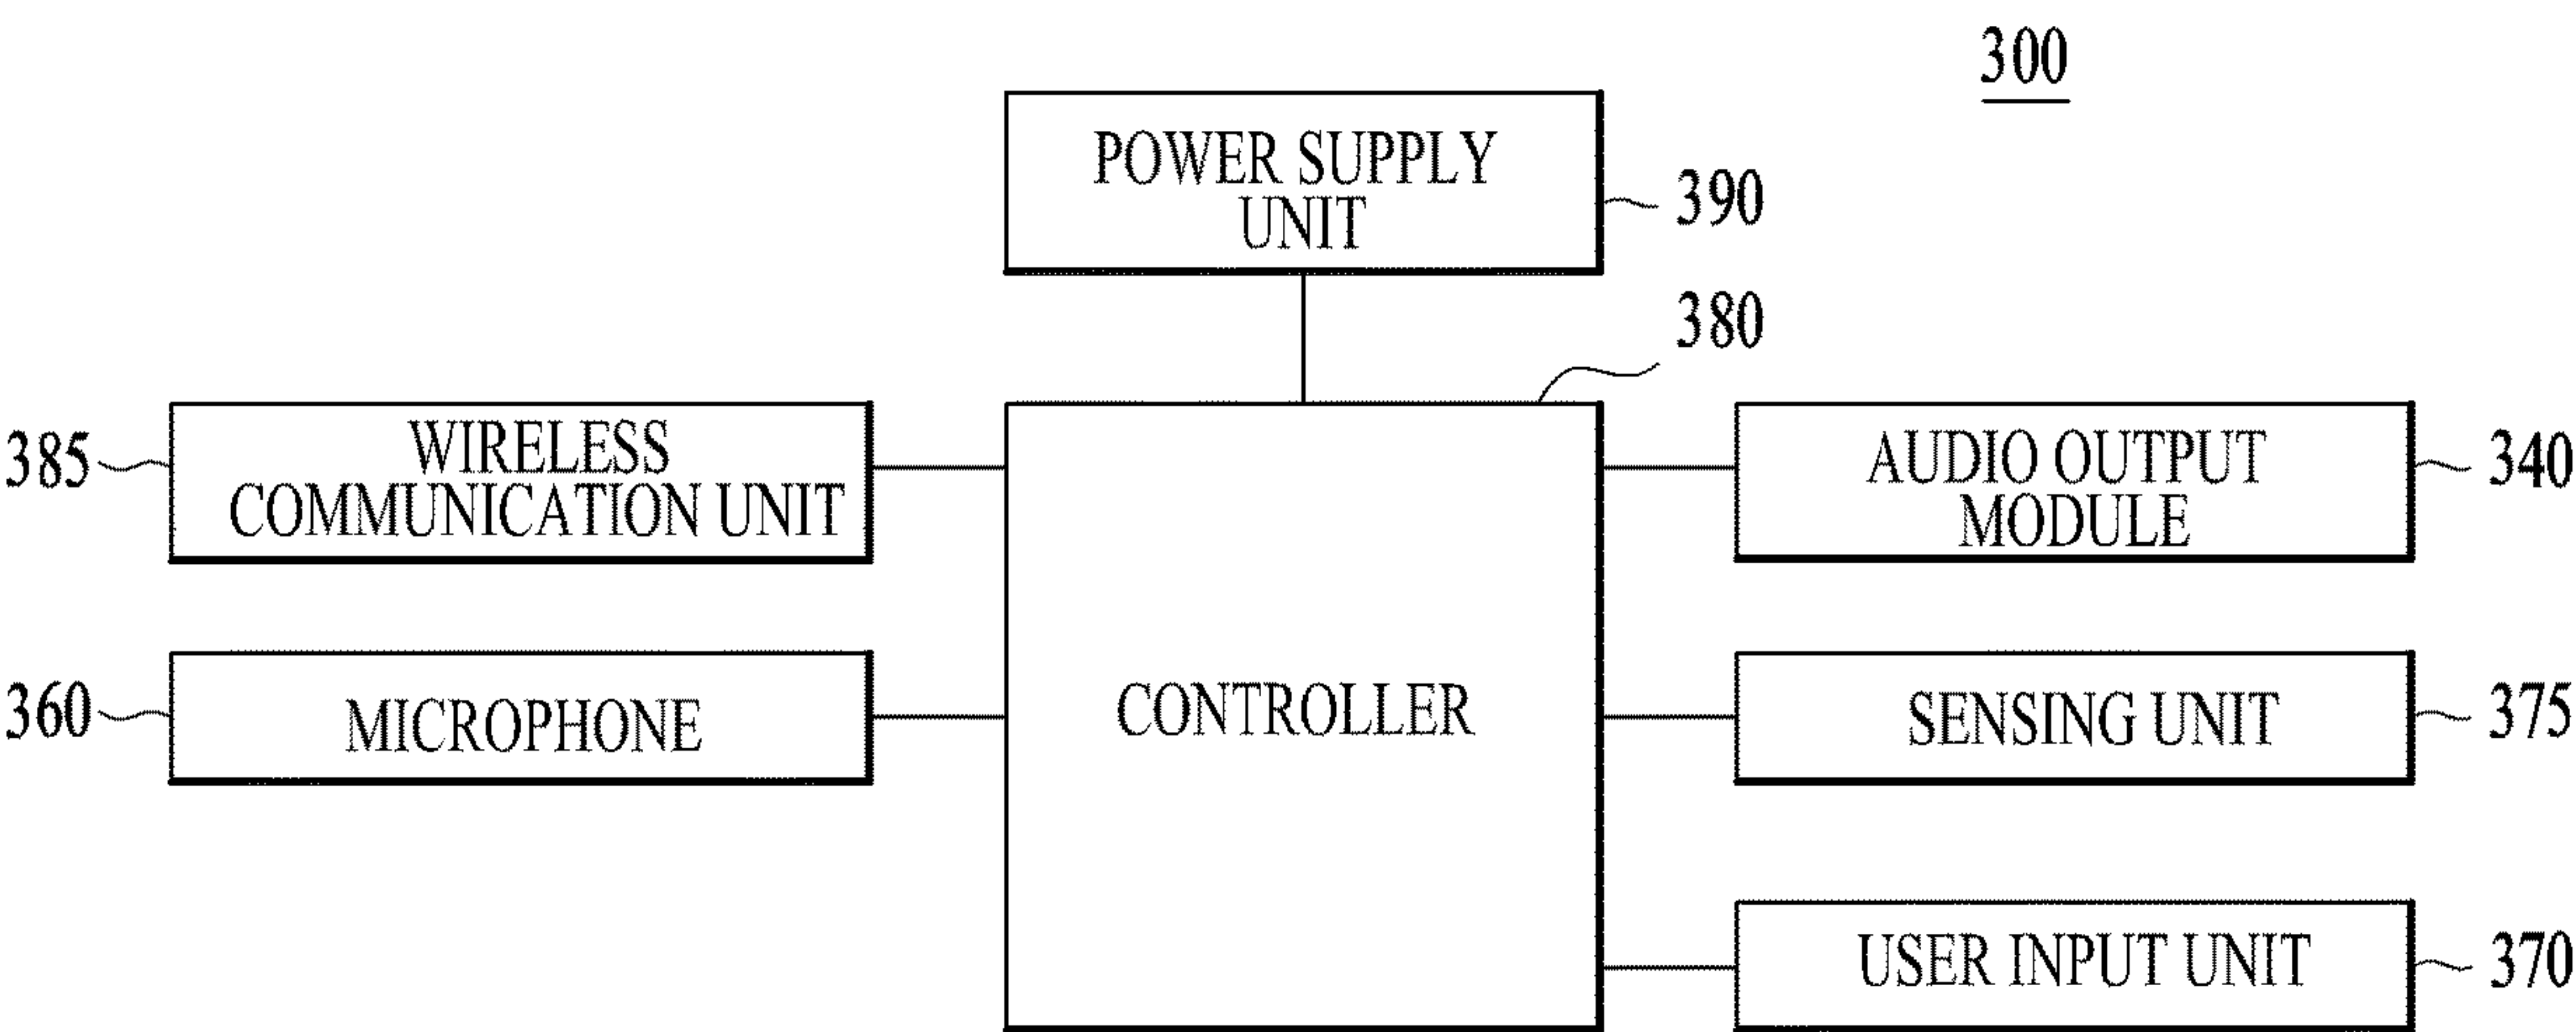 300
POWER SUPPLY
UNIT
390
380
385
WIRELESS
COMMUNICATION UNIT
AUDIO OUTPUT
MODULE
340
360
MICROPHONE
CONTROLLER
SENSING UNIT
375
USER INPUT UNIT
370